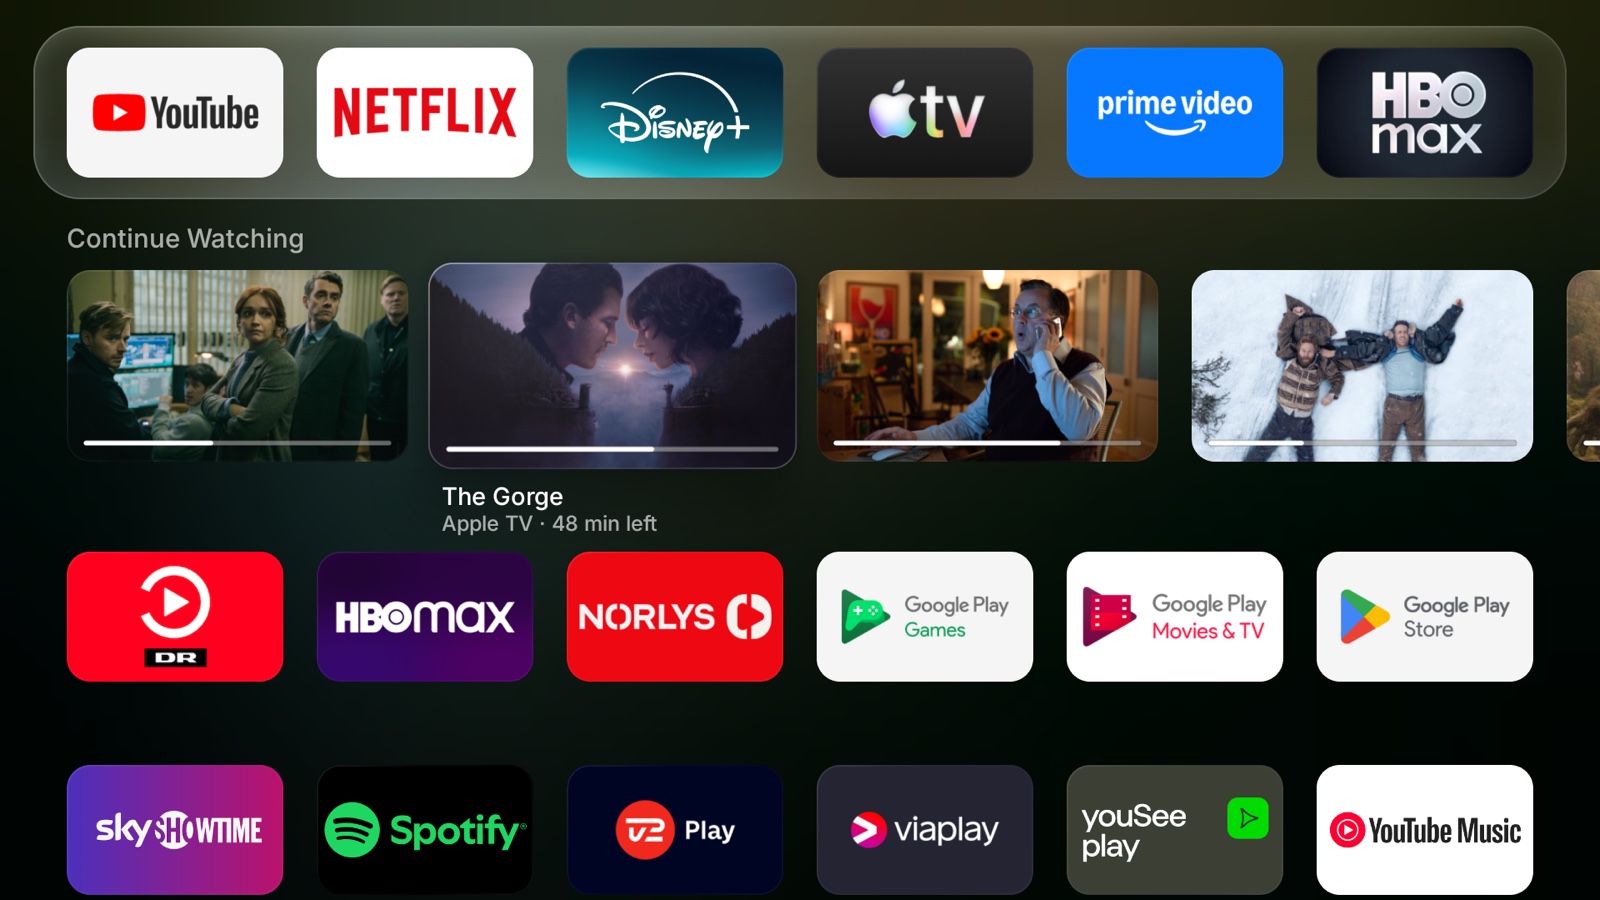 YouTube
NETFLIX
Disney+
tv
prime video
HBO
max
Continue Watching
The Gorge
Apple TV · 48 min left
DR
HBOmax
NORLYS
Google Play
Games
Google Play
Movies & TV
Google Play
Store
sky SHOWTIME
Spotify®
2 Play
viaplay
youSee
play
YouTube Music